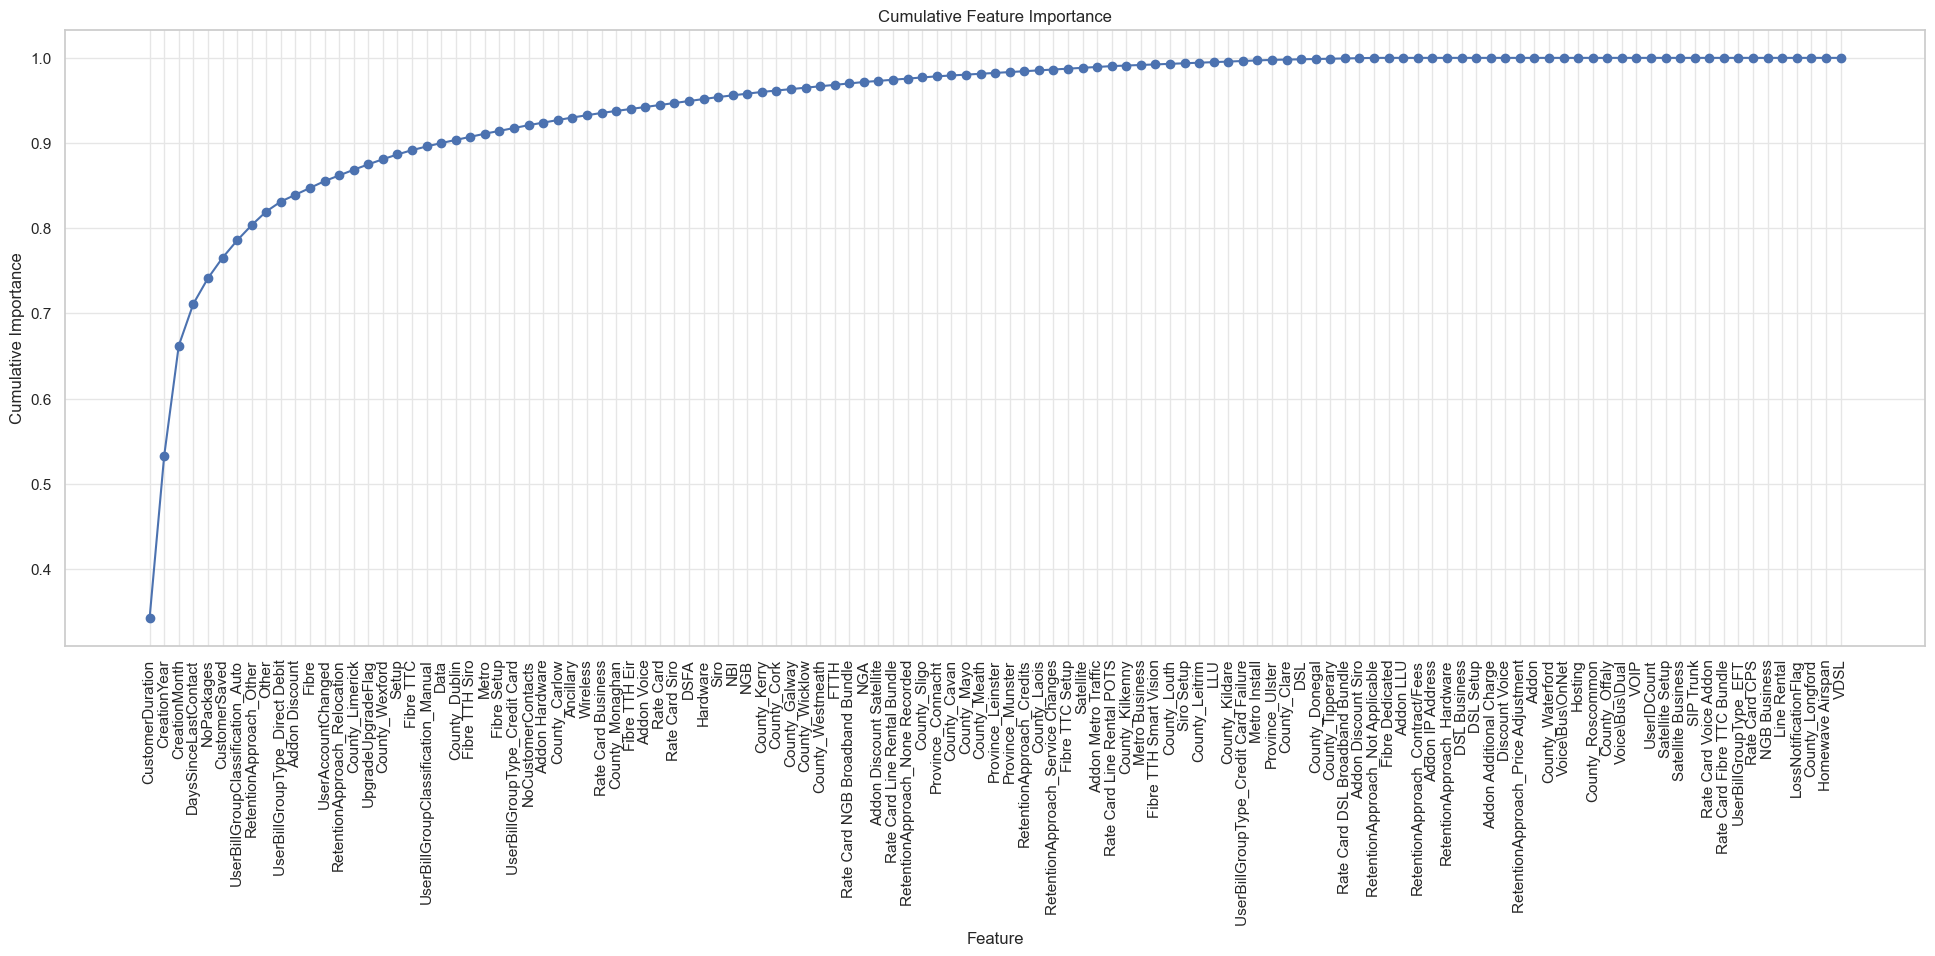 Cumulative Feature Importance
Cumulative Importance
1.0
0.9
0.8
0.7
0.6
0.5
0.4
CustomerDuration
CreationYear
CreationMonth
DaysSinceLastContact
NoPackages
CustomerSaved
UserBillGroupClassification_Auto
RetentionApproach_Other
Other
UserBillGroupType_Direct Debit
Addon Discount
Fibre
UserAccountChanged
RetentionApproach_Relocation
County_Limerick
UpgradeUpgradeFlag
County_Wexford
Setup
Fibre TTC
UserBillGroupClassification_Manual
Data
County_Dublin
Fibre TTH Siro
Metro
Fibre Setup
UserBillGroupType_Credit Card
NoCustomerContacts
Addon Hardware
County_Carlow
Ancillary
Wireless
Rate Card Business
County_Monaghan
Fibre TTH Eir
Addon Voice
Rate Card
Rate Card Siro
DSFA
Hardware
Siro
NBI
NGB
County_Kerry
County_Cork
County_Galway
County_Wicklow
County_Westmeath
FTTH
Rate Card NGB Broadband Bundle
NGA
Addon Discount Satellite
Rate Card Line Rental Bundle
RetentionApproach_None Recorded
County_Sligo
Province_Connacht
County_Cavan
County_Mayo
County_Meath
Province_Leinster
Province_Munster
RetentionApproach_Credits
County_Laois
RetentionApproach_Service Changes
Fibre TTC Setup
Satellite
Addon Metro Traffic
Rate Card Line Rental POTS
County_Kilkenny
Metro Business
Fibre TTH Smart Vision
County_Louth
Siro Setup
County_Leitrim
LLU
County_Kildare
UserBillGroupType_Credit Card Failure
Metro Install
Province_Ulster
County_Clare
DSL
County_Donegal
County_Tipperary
Rate Card DSL Broadband Bundle
Addon Discount Siro
RetentionApproach_Not Applicable
Fibre Dedicated
Addon LLU
RetentionApproach_Contract/Fees
Addon IP Address
RetentionApproach_Hardware
DSL Business
DSL Setup
Addon Additional Charge
Discount Voice
RetentionApproach_Price Adjustment
Addon
County_Waterford
Voice\Bus\OnNet
Hosting
County_Roscommon
County_Offaly
Voice\Bus\Dual
VOIP
UserIDCount
Satellite Setup
Satellite Business
SIP Trunk
Rate Card Voice Addon
Rate Card Fibre TTC Bundle
UserBillGroupType_EFT
Rate Card CPS
NGB Business
Line Rental
LossNotificationFlag
County_Longford
Homewave Airspan
VDSL
Feature